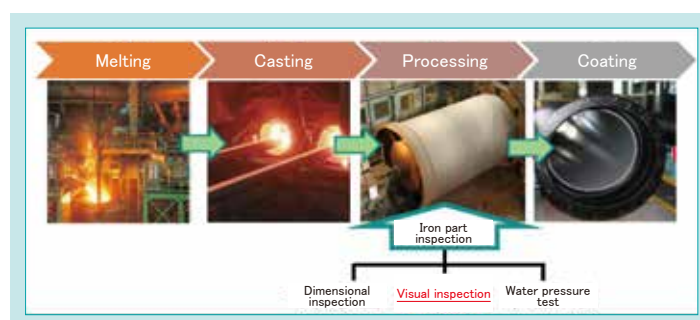 Melting
Casting
Processing
Coating
Iron part
inspection
Dimensional
inspection
Visual inspection
Water pressure
test